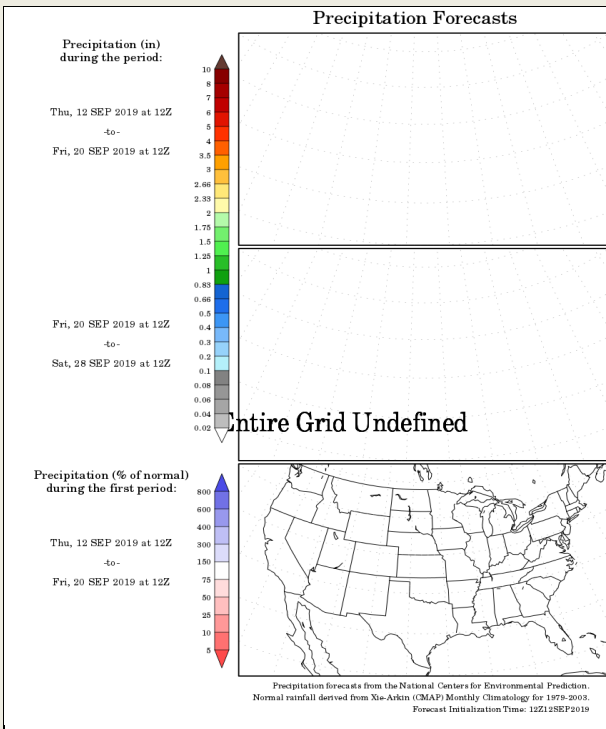 Precipitation Forecasts
Precipitation (in)
during the period:
Thu, 12 SEP 2019 at 12Z
-to-
Fri, 20 SEP 2019 at 12Z
10
8
7
6
5
4
3.5
3
2.66
2.33
2
1.75
1.5
1.25
1
0.83
0.66
0.5
0.4
0.3
0.2
0.1
0.08
0.06
0.04
0.02
Fri, 20 SEP 2019 at 12Z
-to-
Sat, 28 SEP 2019 at 12Z
Entire Grid Undefined
Precipitation (% of normal)
during the first period:
Thu, 12 SEP 2019 at 12Z
-to-
Fri, 20 SEP 2019 at 12Z
800
600
400
300
150
75
50
25
10
5
Precipitation forecasts from the National Centers for Environmental Prediction.
Normal rainfall derived from Xie-Arkin (CMAP) Monthly Climatology for 1979-2003.
Forecast Initialization Time: 12Z12SEP2019